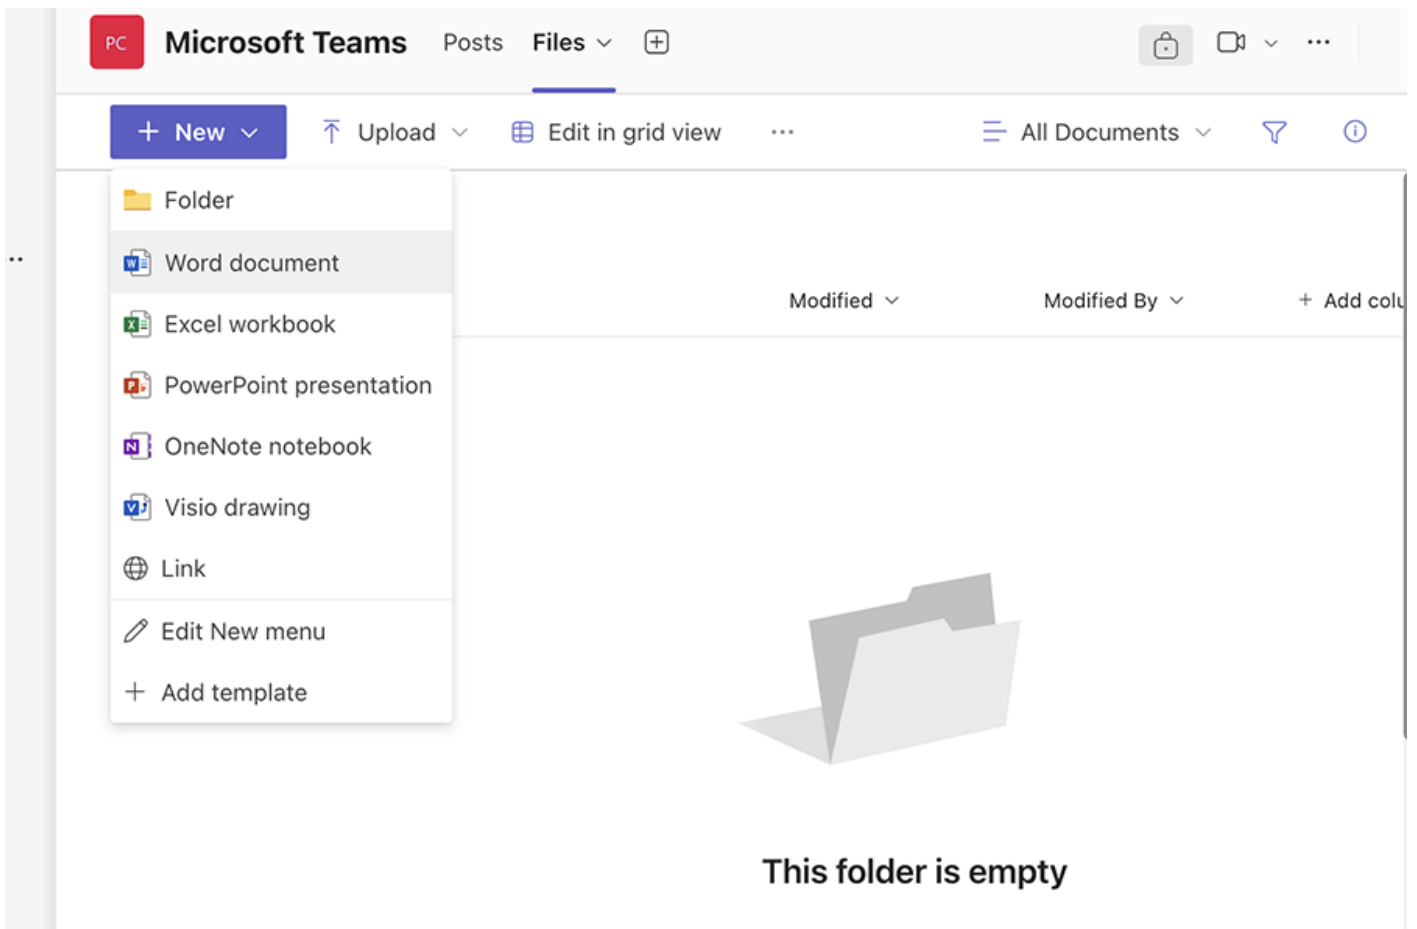 PC Microsoft Teams Posts Files
New Upload Edit in grid view All Documents
Folder
Word document
Excel workbook
PowerPoint presentation
OneNote notebook
Visio drawing
Link
Edit New menu
Add template
Modified Modified By + Add colu
This folder is empty